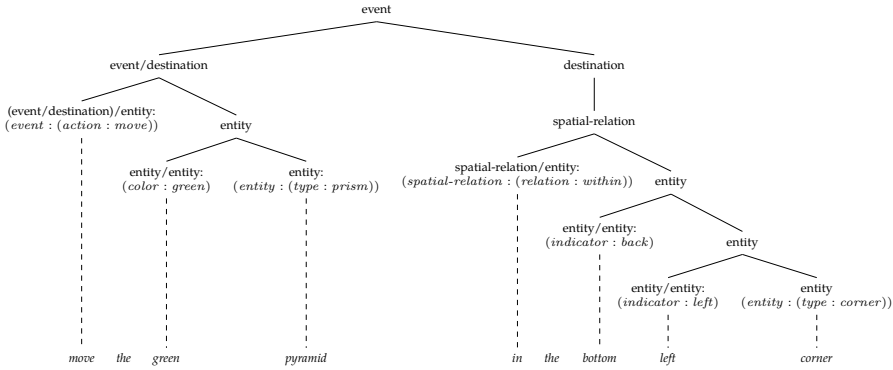 event
event/destination destination
(event/destination)/entity: spatial-relation
(event : (action : move)) entity
entity/entity: entity: spatial-relation/entity:
(color : green) (entity : (type : prism)) (spatial-relation : (relation : within)) entity
entity/entity: entity
(indicator : back)
entity/entity: entity
(indicator : left) (entity : (type : corner))
move the green pyramid in the bottom left corner